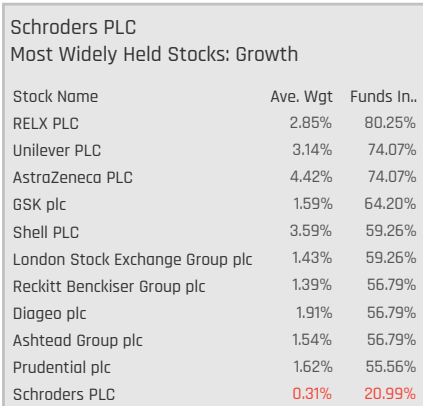 Schroders PLC
Most Widely Held Stocks: Growth
Stock Name Ave. Wgt Funds In..
RELX PLC 2.85% 80.25%
Unilever PLC 3.14% 74.07%
AstraZeneca PLC 4.42% 74.07%
GSK plc 1.59% 64.20%
Shell PLC 3.59% 59.26%
London Stock Exchange Group plc 1.43% 59.26%
Reckitt Benckiser Group plc 1.39% 56.79%
Diageo plc 1.91% 56.79%
Ashtead Group plc 1.54% 56.79%
Prudential plc 1.62% 55.56%
Schroders PLC 0.31% 20.99%